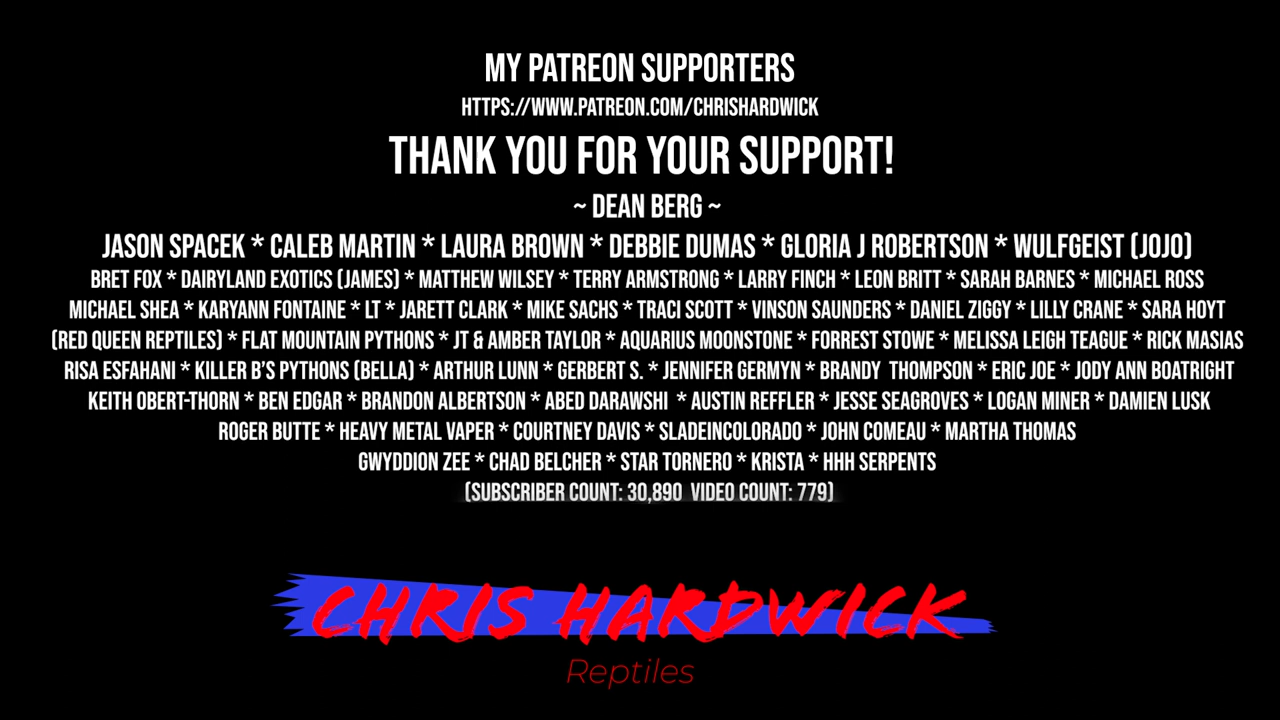 MY PATREON SUPPORTERS
HTTPS://WWW.PATREON.COM/CHRISHARDWICK
THANK YOU FOR YOUR SUPPORT!
~ DEAN BERG ~
JASON SPACEK * CALEB MARTIN * LAURA BROWN * DEBBIE DUMAS * GLORIA J ROBERTSON * WULFGEIST (JOJO)
BRET FOX * DAIRYLAND EXOTICS (JAMES) * MATTHEW WILSEY * TERRY ARMSTRONG * LARRY FINCH * LEON BRITT * SARAH BARNES * MICHAEL ROSS
MICHAEL SHEA * KARYANN FONTAINE * LT * JARETT CLARK * MIKE SACHS * TRACI SCOTT * VINSON SAUNDERS * DANIEL ZIGGY * LILLY CRANE * SARA HOYT
(RED QUEEN REPTILES) * FLAT MOUNTAIN PYTHONS * JT & AMBER TAYLOR * AQUARIUS MOONSTONE * FORREST STOWE * MELISSA LEIGH TEAGUE * RICK MASIAS
RISA ESFAHANI * KILLER B'S PYTHONS (BELLA) * ARTHUR LUNN * GERBERT S. * JENNIFER GERMYN * BRANDY THOMPSON * ERIC JOE * JODY ANN BOATRIGHT
KEITH OBERT-THORN * BEN EDGAR * BRANDON ALBERTSON * ABED DARAWSHI * AUSTIN REFFLER * JESSE SEAGROVES * LOGAN MINER * DAMIEN LUSK
ROGER BUTTE * HEAVY METAL VAPER * COURTNEY DAVIS * SLADEINCOLORADO * JOHN COMEAU * MARTHA THOMAS
GWYDDION ZEE * CHAD BELCHER * STAR TORNERO * KRISTA * HHH SERPENTS
(SUBSCRIBER COUNT: 30,890 VIDEO COUNT: 779)
CHRIS HARDWICK
Reptiles